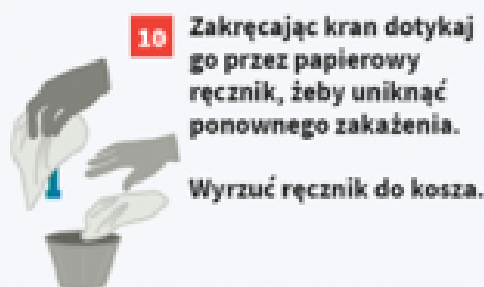 10
Zakręcając kran dotykaj
go przez papierowy
ręcznik, żeby uniknąć
ponownego zakażenia.
Wyrzuć ręcznik do kosza.